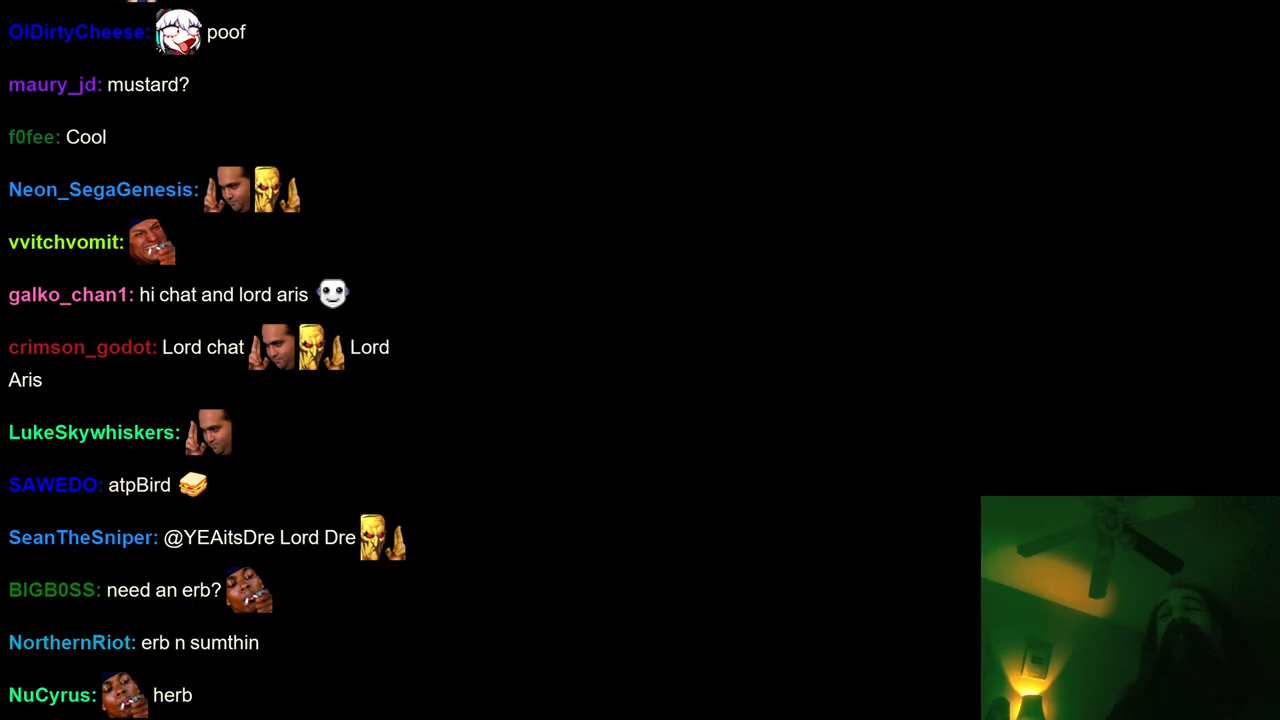 OlDirtyCheese: poof
maury_jd: mustard?
f0fee: Cool
Neon_SegaGenesis:
vvitchvomit:
galko_chan1: hi chat and lord aris
crimson_godot: Lord chat Lord
Aris
LukeSkywhiskers:
SAWEDO: atpBird
SeanTheSniper: @YEAitsDre Lord Dre
BIGB0SS: need an erb?
NorthernRiot: erb n sumthin
NuCyrus: herb